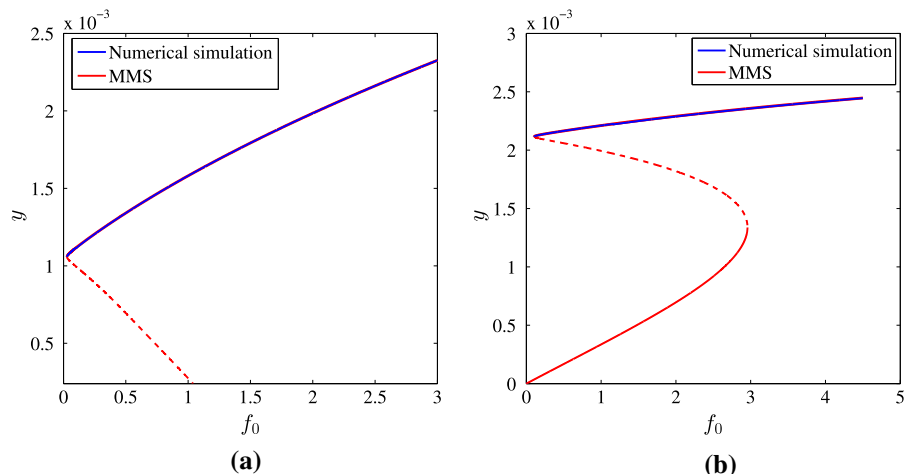 x 10⁻³
2.5
Numerical simulation
MMS
2
1.5
1
0.5
0 0.5 1 1.5 2 2.5 3
y
f₀
(a)
x 10⁻³
3
Numerical simulation
MMS
2.5
2
1.5
1
0.5
0
0 1 2 3 4 5
y
f₀
(b)